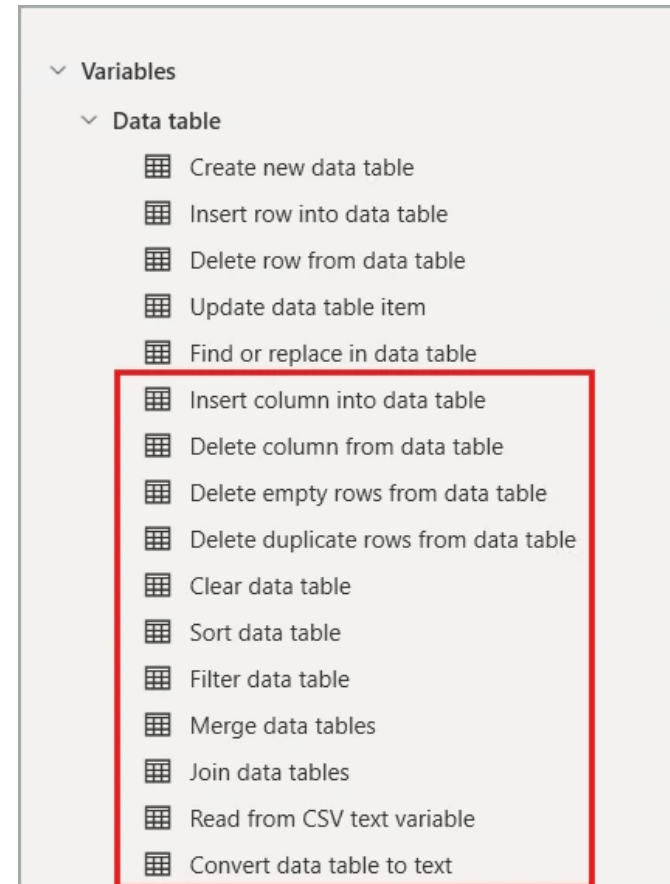 Variables
Data table
Create new data table
Insert row into data table
Delete row from data table
Update data table item
Find or replace in data table
Insert column into data table
Delete column from data table
Delete empty rows from data table
Delete duplicate rows from data table
Clear data table
Sort data table
Filter data table
Merge data tables
Join data tables
Read from CSV text variable
Convert data table to text